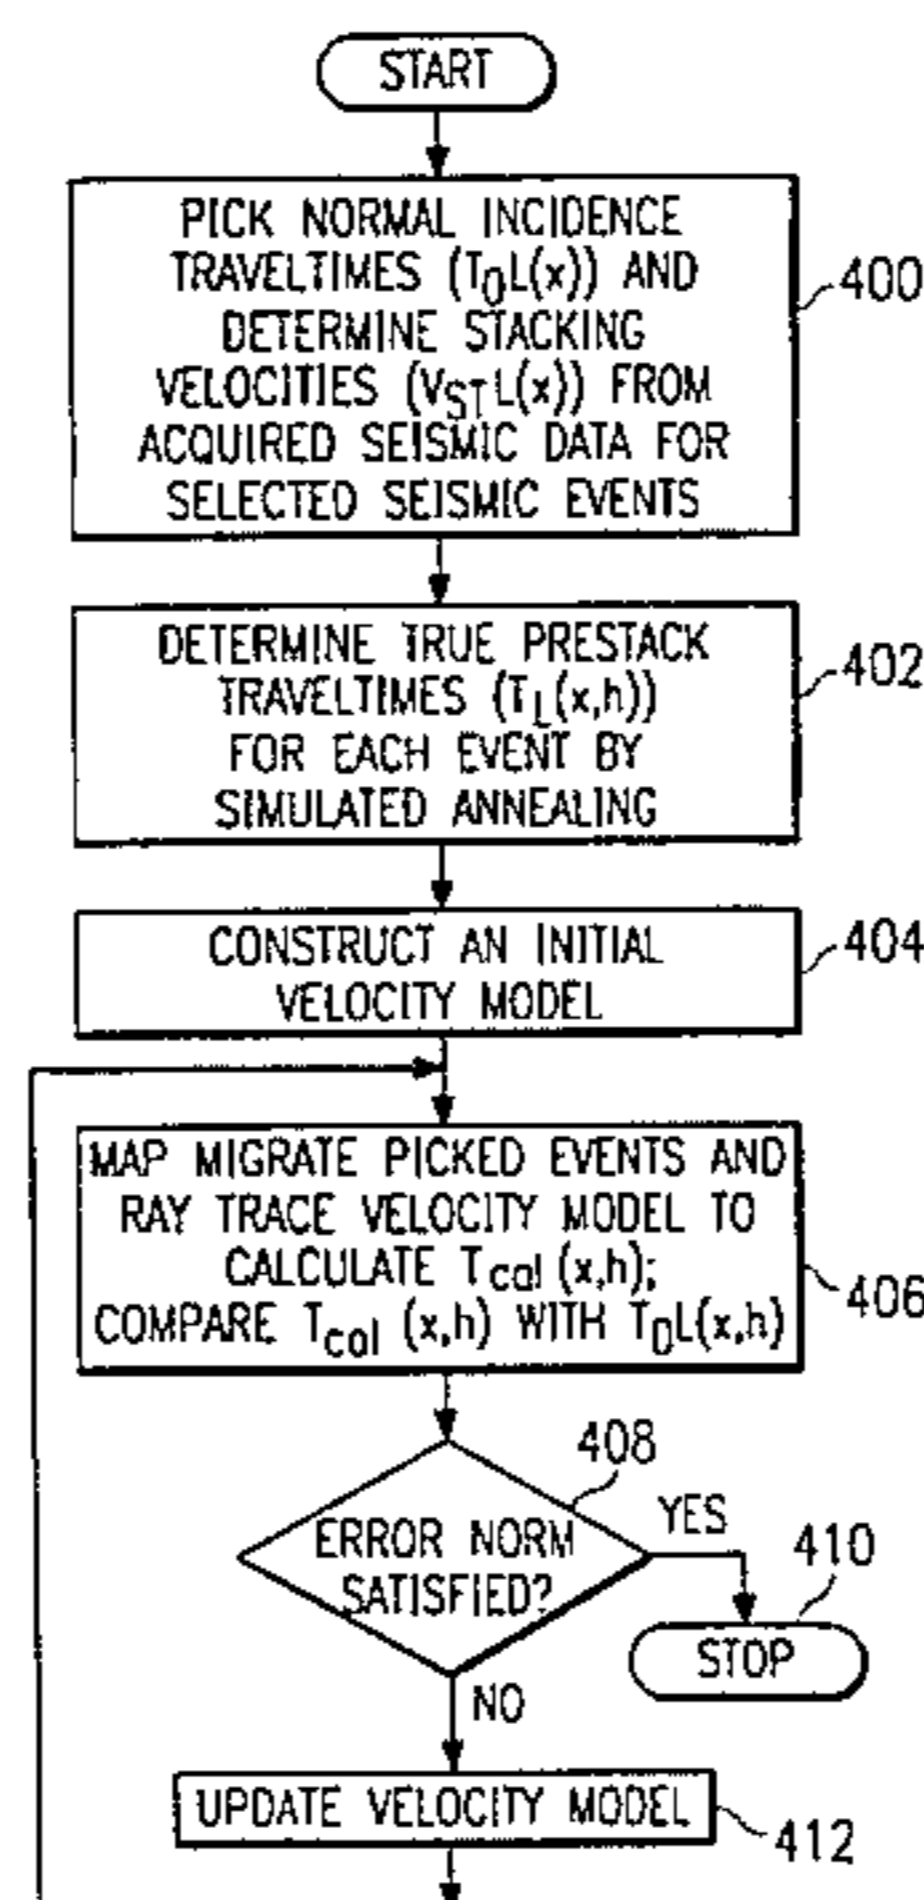 START
PICK NORMAL INCIDENCE
TRAVELTIMES (T0L(x)) AND
DETERMINE STACKING
VELOCITIES (VSTL(x)) FROM
ACQUIRED SEISMIC DATA FOR
SELECTED SEISMIC EVENTS
400
DETERMINE TRUE PRESTACK
TRAVELTIMES (TL(x,h))
FOR EACH EVENT BY
SIMULATED ANNEALING
402
CONSTRUCT AN INITIAL
VELOCITY MODEL
404
MAP MIGRATE PICKED EVENTS AND
RAY TRACE VELOCITY MODEL TO
CALCULATE Tcal (x,h);
COMPARE Tcal (x,h) WITH T0L(x,h)
406
408
ERROR NORM
SATISFIED?
YES
410
STOP
NO
UPDATE VELOCITY MODEL
412